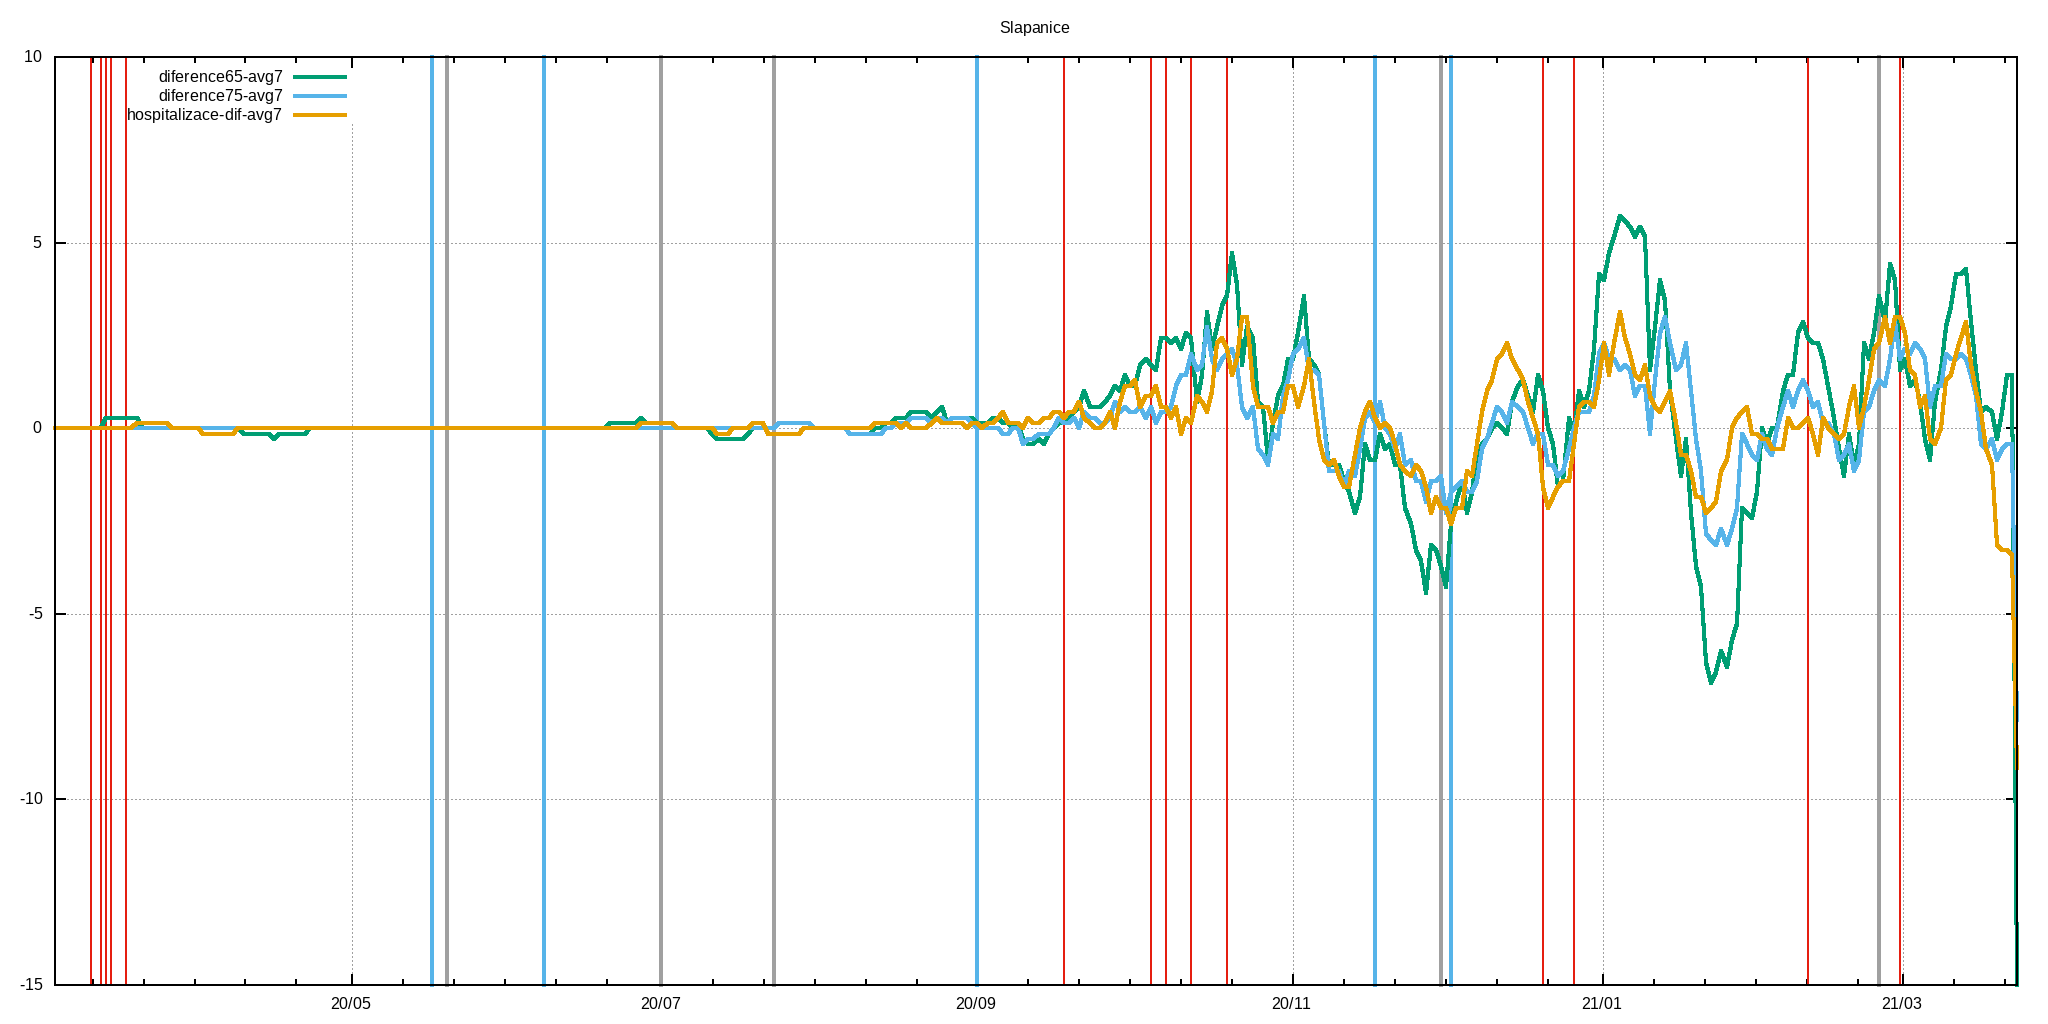 Slapanice
10
diference65-avg7
diference75-avg7
hospitalizace-dif-avg7
5
0
-5
-10
-15
20/05 20/07 20/09 20/11 21/01 21/03